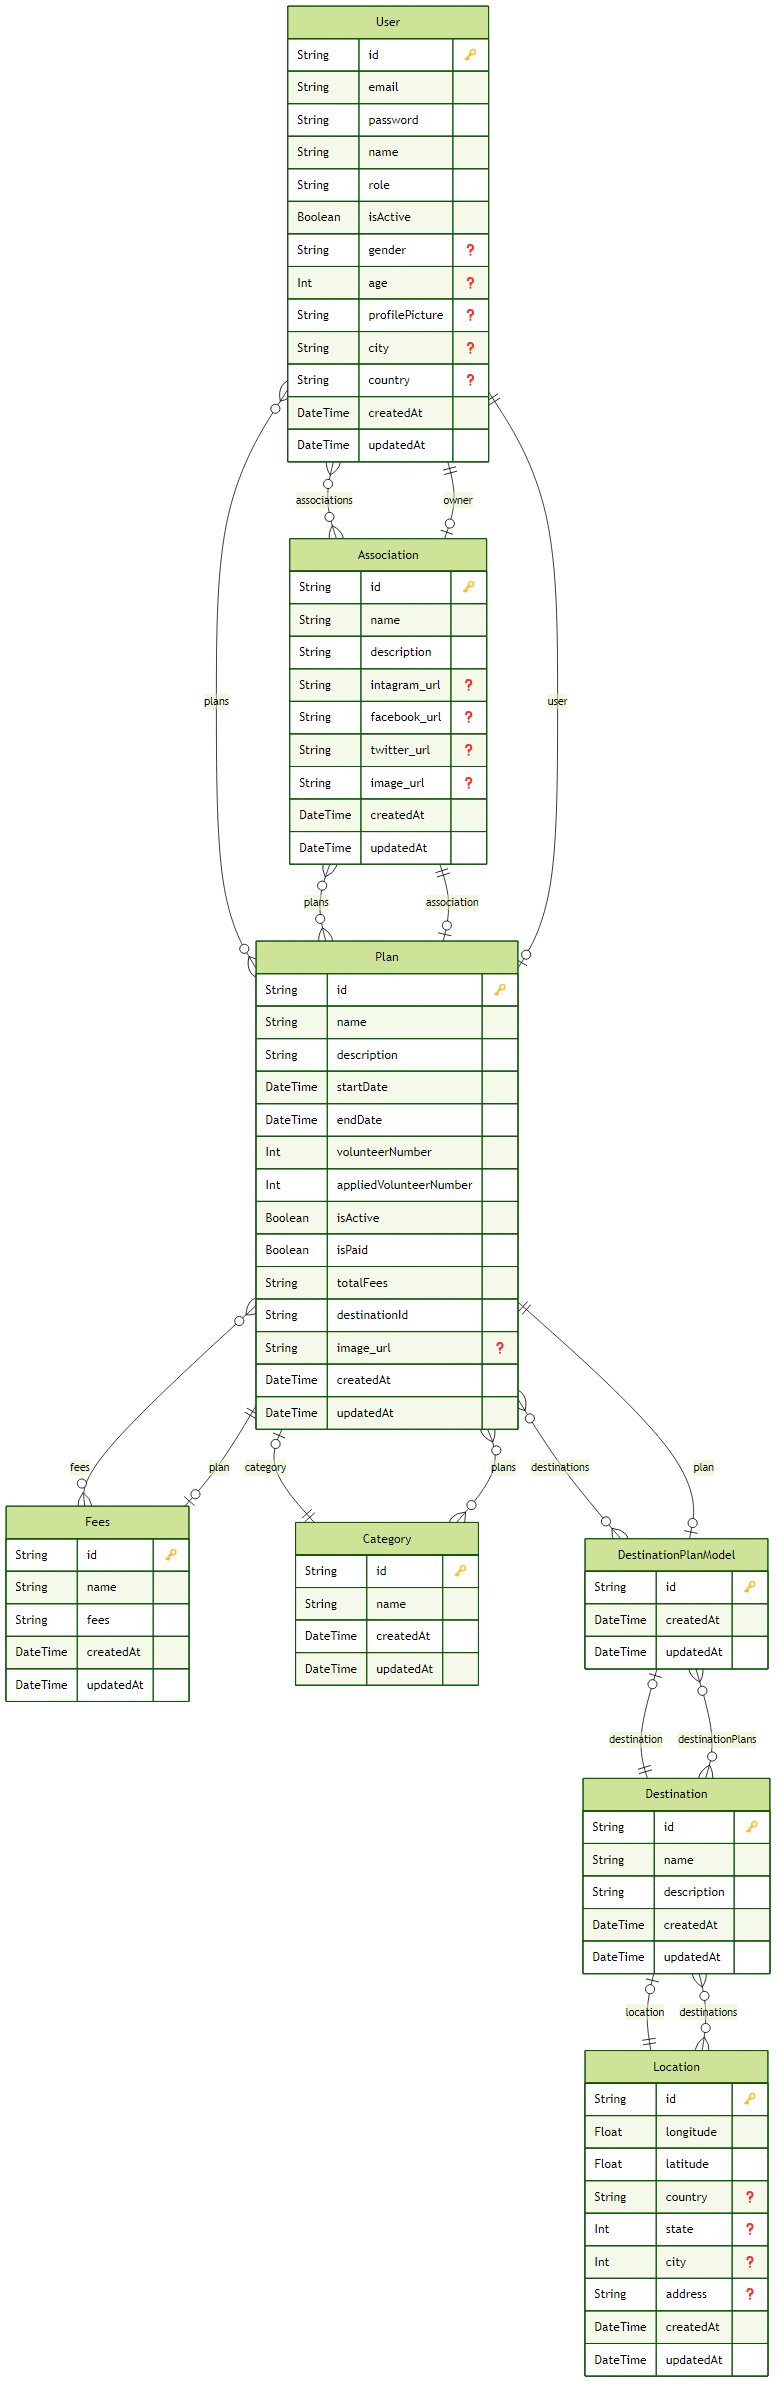 User
String id 🔑
String email
String password
String name
String role
Boolean isActive
String gender ❓
Int age ❓
String profilePicture ❓
String city ❓
String country ❓
DateTime createdAt
DateTime updatedAt
associations owner
Association
String id 🔑
String name
String description
String intagram_url ❓
plans user
String facebook_url ❓
String twitter_url ❓
String image_url ❓
DateTime createdAt
DateTime updatedAt
plans association
Plan
String id 🔑
String name
String description
DateTime startDate
DateTime endDate
Int volunteerNumber
Int appliedVolunteerNumber
Boolean isActive
Boolean isPaid
String totalFees
String destinationId
String image_url ❓
DateTime createdAt
DateTime updatedAt
fees plan category plans destinations plan
Fees
String id 🔑
String name
String fees
DateTime createdAt
DateTime updatedAt
Category
String id 🔑
String name
DateTime createdAt
DateTime updatedAt
DestinationPlanModel
String id 🔑
DateTime createdAt
DateTime updatedAt
destination destinationPlans
Destination
String id 🔑
String name
String description
DateTime createdAt
DateTime updatedAt
location destinations
Location
String id 🔑
Float longitude
Float latitude
String country ❓
Int state ❓
Int city ❓
String address ❓
DateTime createdAt
DateTime updatedAt